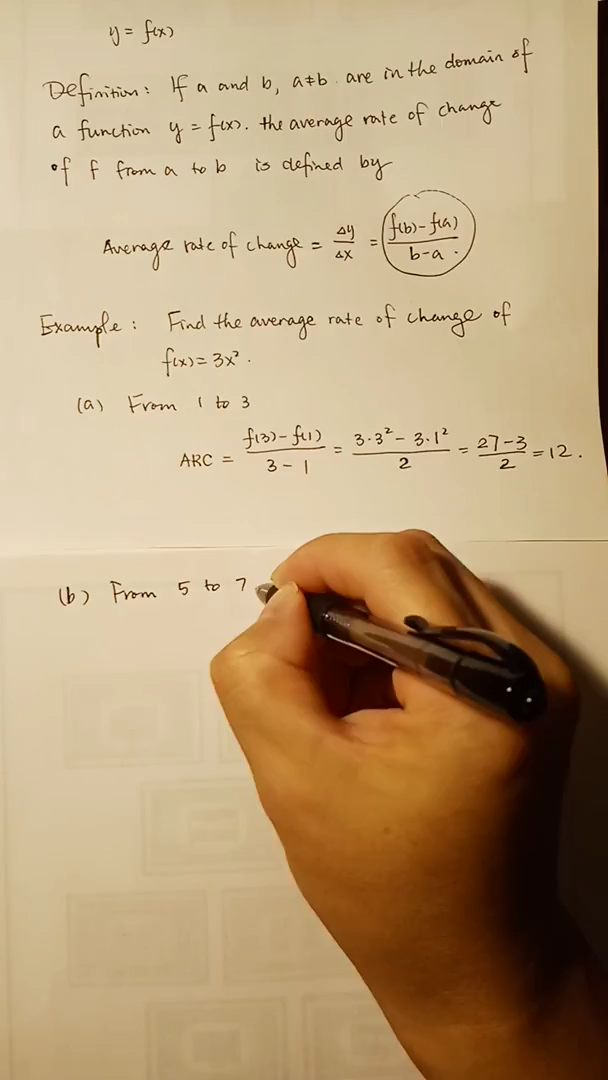 y = f(x)
Definition: If a and b, a≠b. are in the domain of
a function y = f(x). the average rate of change
of f from a to b is defined by
Average rate of change = Δy/Δx = (f(b)-f(a))/(b-a).
Example: Find the average rate of change of
f(x) = 3x².
(a) From 1 to 3
ARC = (f(3)-f(1))/(3-1) = (3·3² - 3·1²)/2 = (27-3)/2 = 12.
(b) From 5 to 7